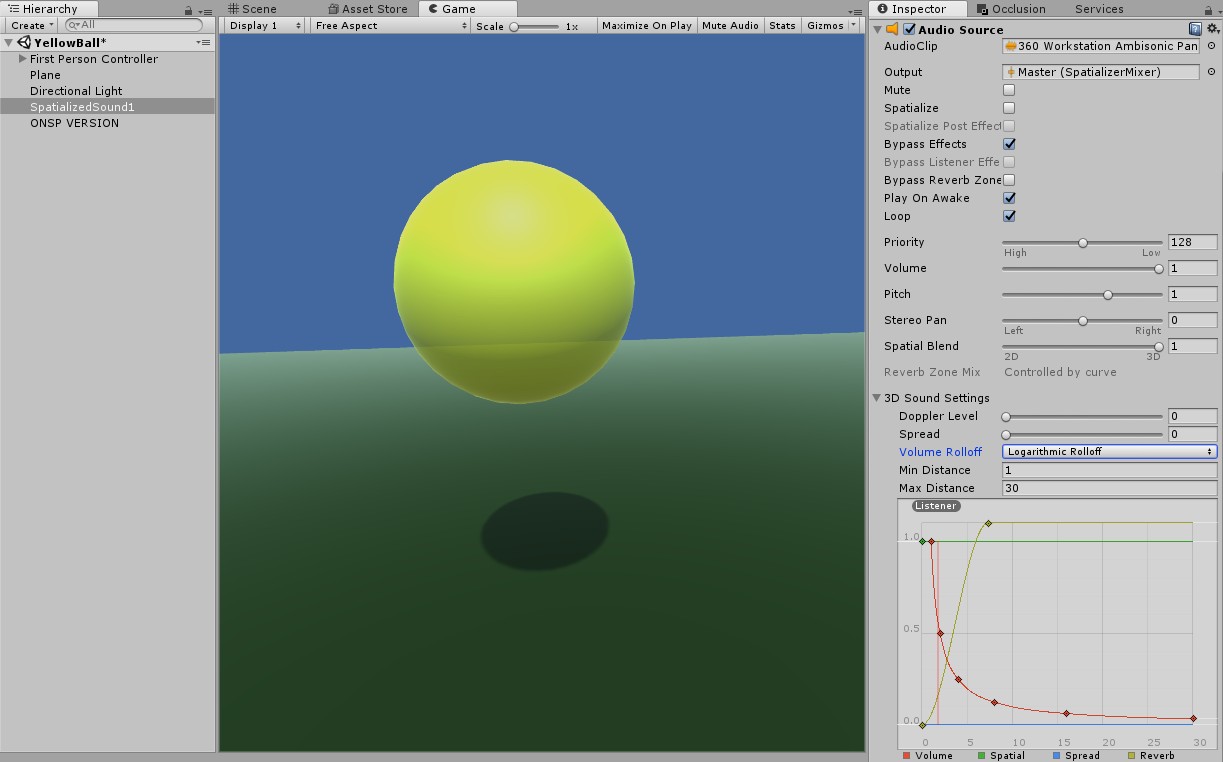 Hierarchy
Create
All
YellowBall*
First Person Controller
Plane
Directional Light
SpatializedSound1
ONSP VERSION
Scene Asset Store Game
Display 1 Free Aspect Scale 1x Maximize On Play Mute Audio Stats Gizmos
Inspector Occlusion Services
Audio Source
AudioClip 360 Workstation Ambisonic Pan
Output Master (SpatializerMixer)
Mute
Spatialize
Spatialize Post Effect
Bypass Effects
Bypass Listener Effe
Bypass Reverb Zone
Play On Awake
Loop
Priority 128
High Low
Volume 1
Pitch 1
Stereo Pan 0
Left Right
Spatial Blend 1
2D 3D
Reverb Zone Mix Controlled by curve
3D Sound Settings
Doppler Level 0
Spread 0
Volume Rolloff Logarithmic Rolloff
Min Distance 1
Max Distance 30
Listener
1.0
0.5
0.0
0 5 10 15 20 25 30
Volume Spatial Spread Reverb